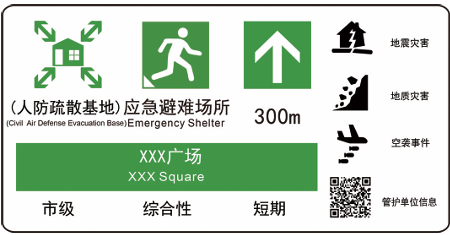 （人防疏散基地）应急避难场所
(Civil Air Defense Evacuation Base) Emergency Shelter
300m
XXX广场
XXX Square
市级 综合性 短期
地震灾害
地质灾害
空袭事件
管护单位信息